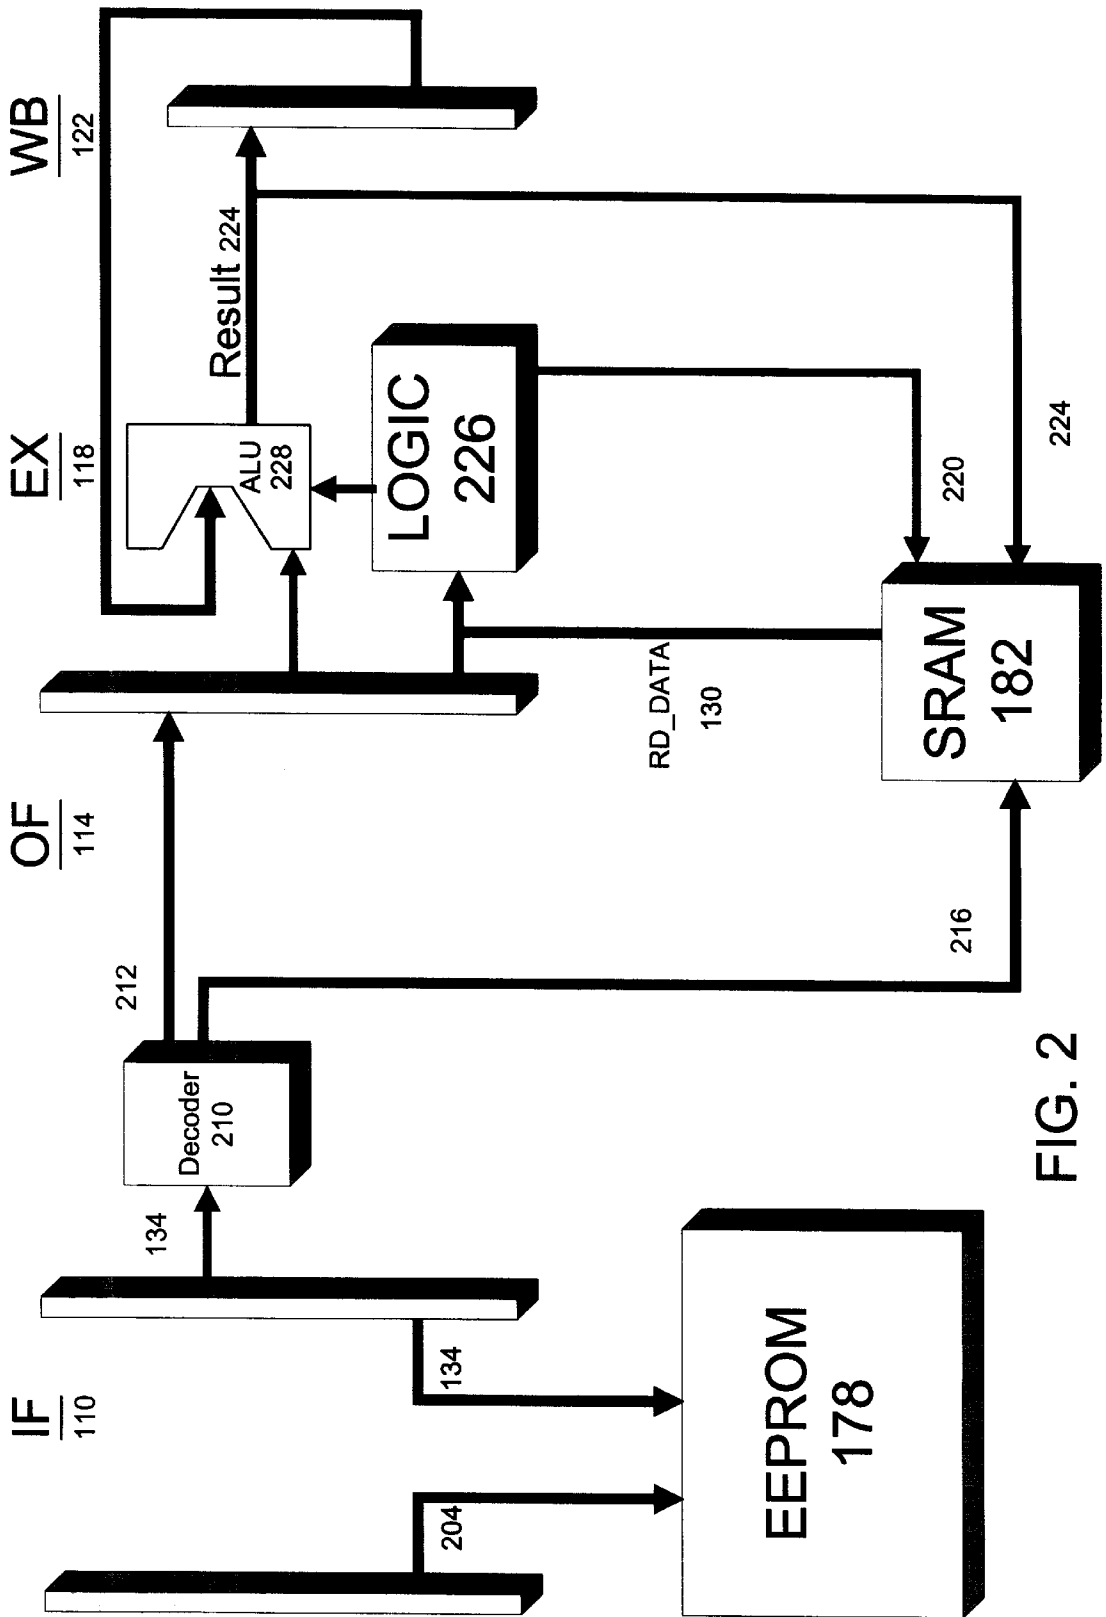 IF
110
OF
114
EX
118
WB
122
134
Decoder
210
212
ALU
228
Result 224
LOGIC
226
204
134
216
RD_DATA
130
220
224
EEPROM
178
SRAM
182
FIG. 2